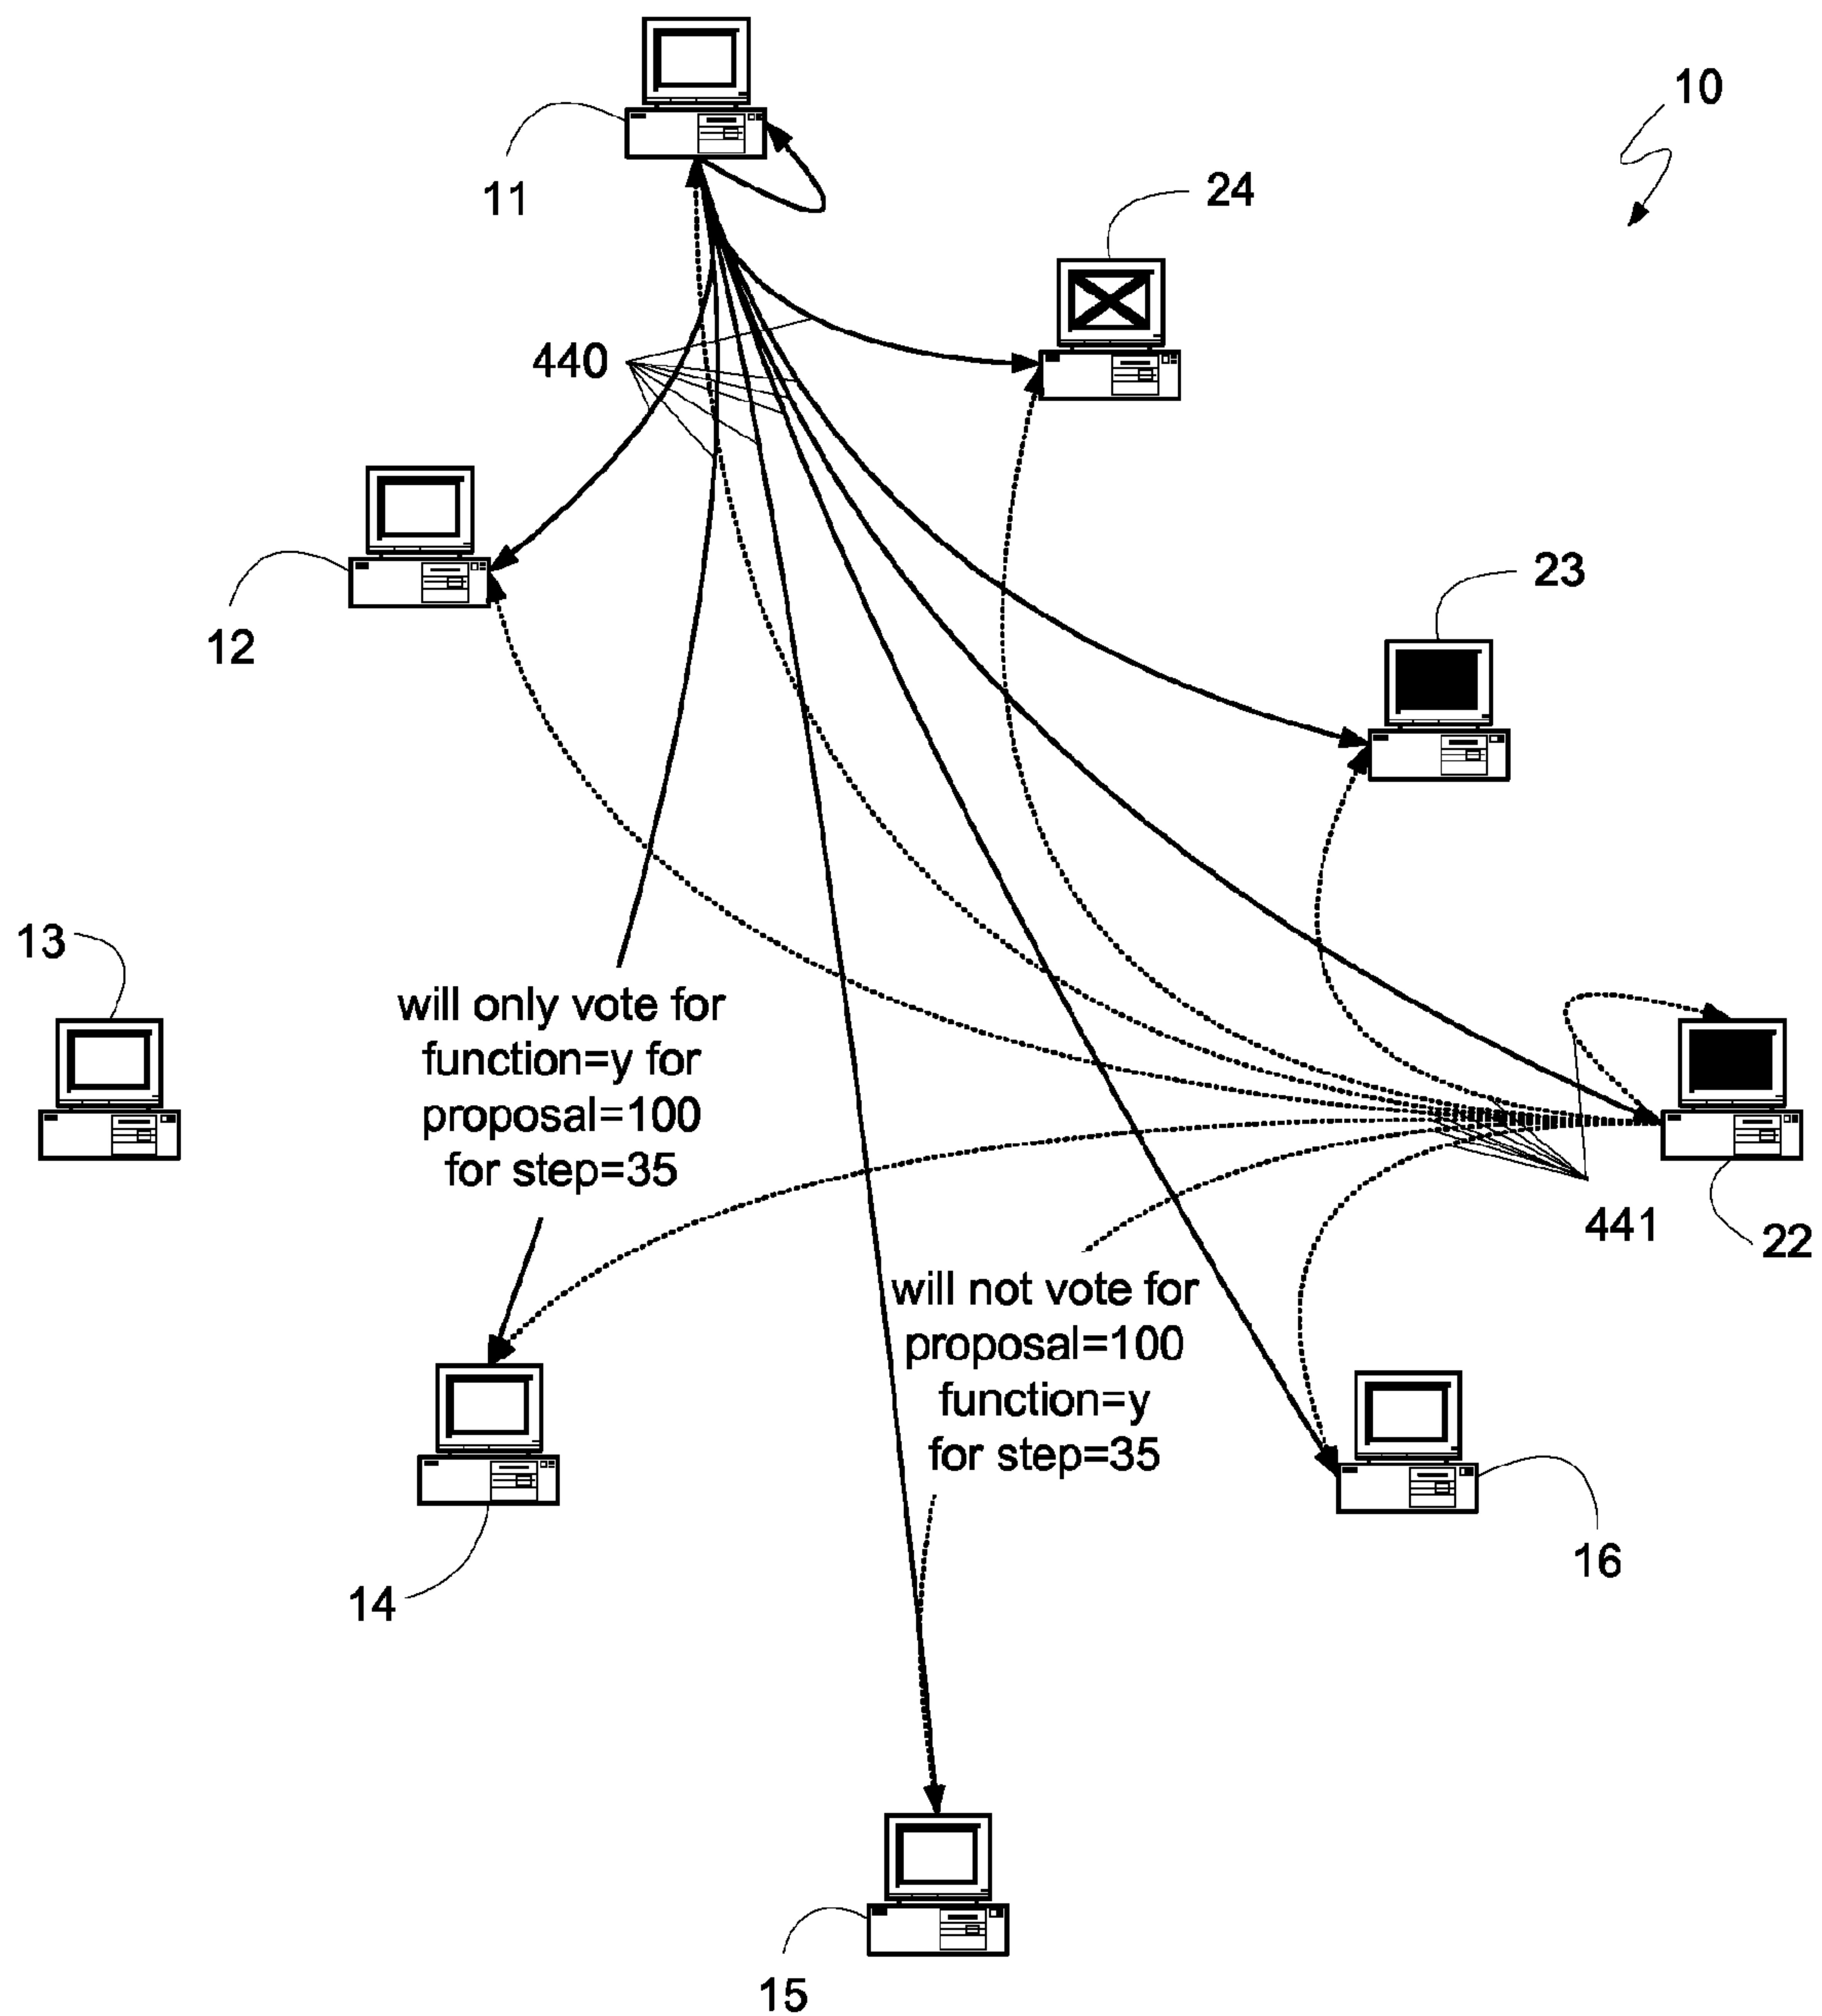 10
11
24
440
12
23
13
will only vote for
function=y for
proposal=100
for step=35
441
22
will not vote for
proposal=100
function=y
for step=35
14
16
15